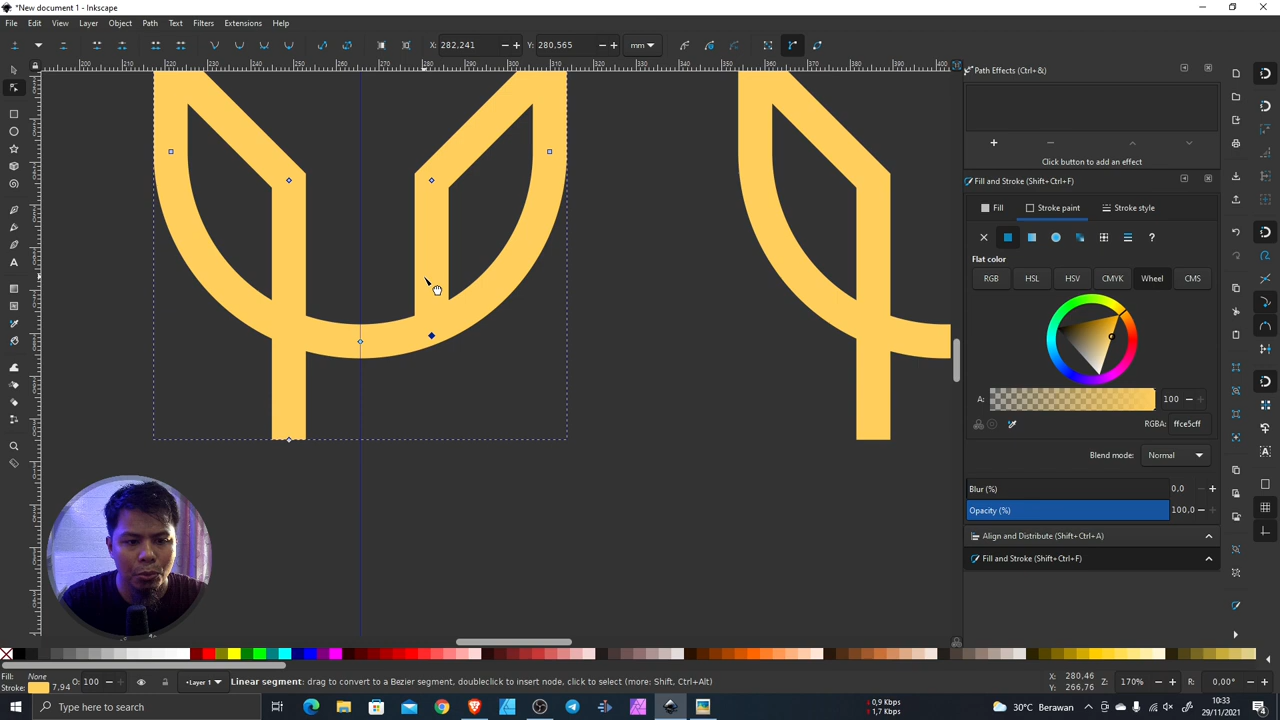 *New document 1 - Inkscape
File Edit View Layer Object Path Text Filters Extensions Help
X: 282,241 Y: 280,565 mm
Path Effects (Ctrl+&)
Click button to add an effect
Fill and Stroke (Shift+Ctrl+F)
Fill Stroke paint Stroke style
?
Flat color
RGB HSL HSV CMYK Wheel CMS
A: 100
RGBA: ffce5cff
Blend mode: Normal
Blur (%) 0,0
Opacity (%) 100,0
Align and Distribute (Shift+Ctrl+A)
Fill and Stroke (Shift+Ctrl+F)
Fill: None
Stroke: 7,94 O: 100 Layer 1 Linear segment: drag to convert to a Bezier segment, doubleclick to insert node, click to select (more: Shift, Ctrl+Alt) X: 280.46 Y: 266.76 Z: 170% R: 0,00°
Type here to search
0,9 Kbps
1,7 Kbps
30°C Berawan
10:33
29/11/2021